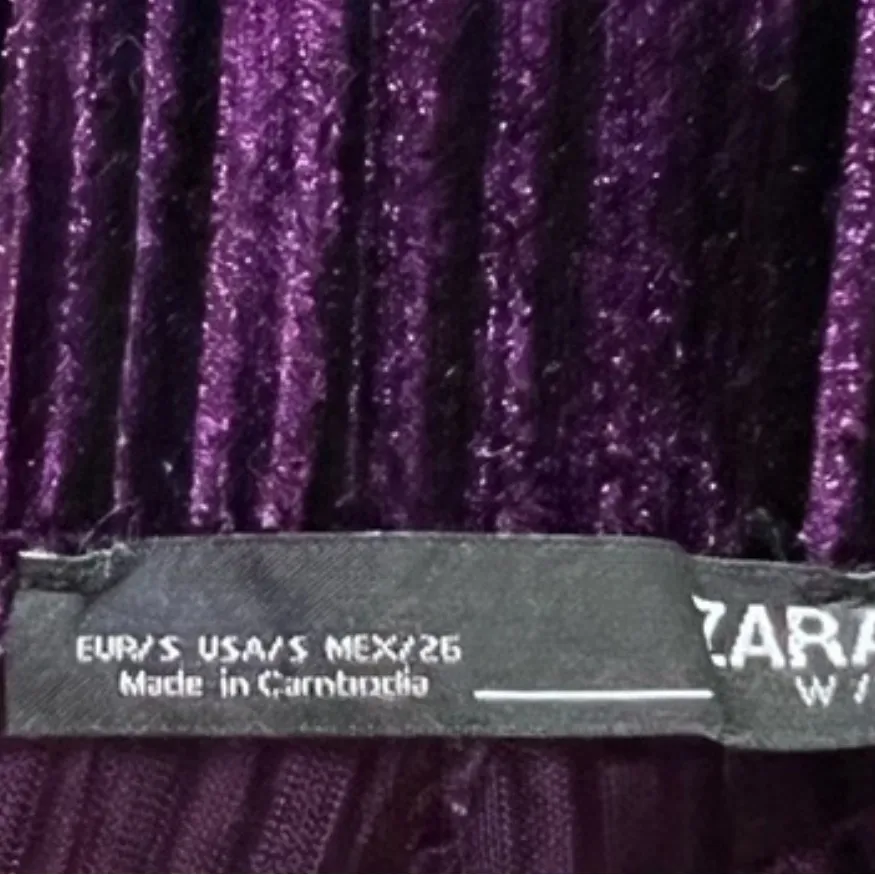 EUR/S USA/S MEX/26
Made in Cambodia
ZARA
W